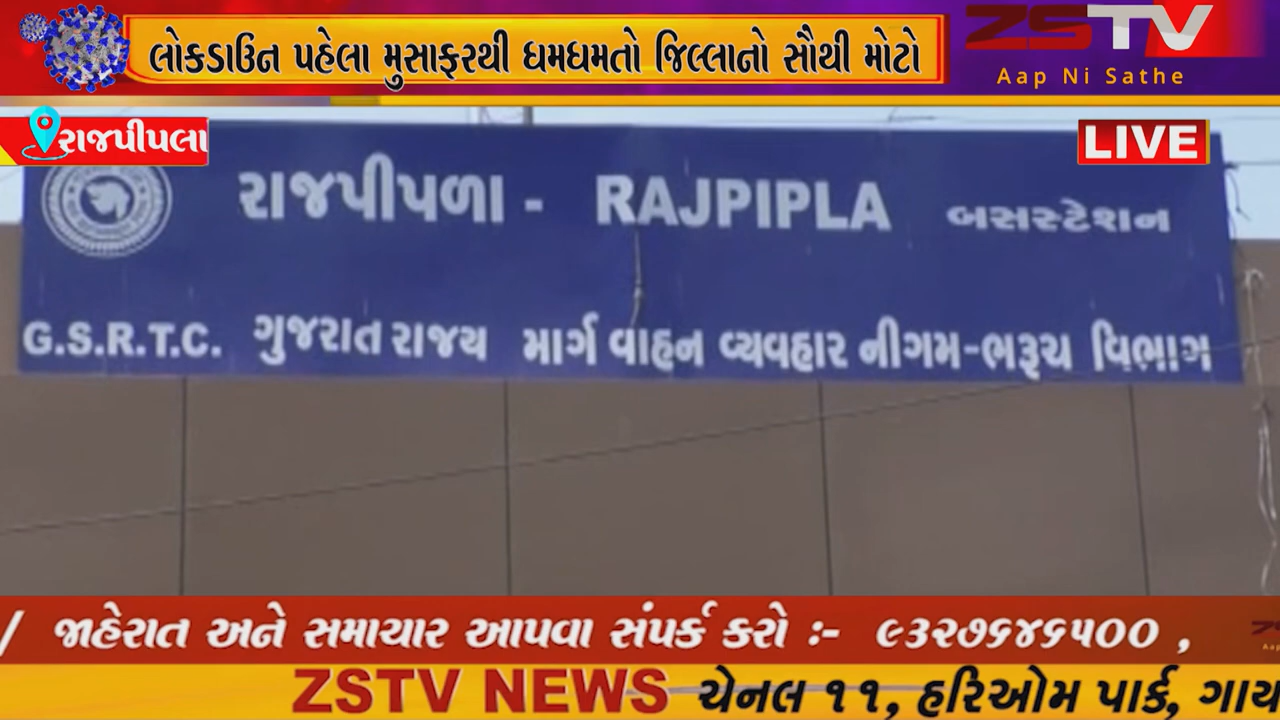 લોકડાઉન પહેલા મુસાફરથી ધમધમતો જિલ્લાનો સૌથી મોટો
ZSTV
Aap Ni Sathe
રાજપીપલા
LIVE
રાજપીપળા - RAJPIPLA બસસ્ટેશન
G.S.R.T.C. ગુજરાત રાજ્ય માર્ગ વાહન વ્યવહાર નીગમ-ભરૂચ વિભાગ
/ જાહેરાત અને સમાચાર આપવા સંપર્ક કરો :- ૯૩૨૭૬૪૬૫૦૦ ,
ZSTV NEWS ચેનલ ૧૧, હરિઓમ પાર્ક, ગાય